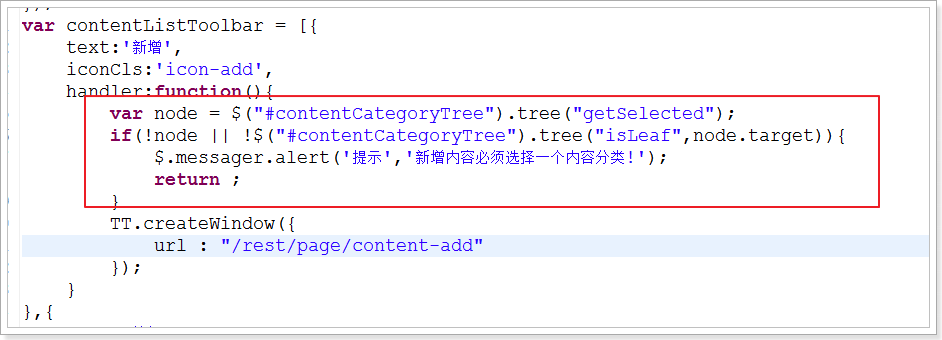 var contentListToolbar = [{
    text:'新增',
    iconCls:'icon-add',
    handler:function(){
        var node = $("#contentCategoryTree").tree("getSelected");
        if(!node || !$("#contentCategoryTree").tree("isLeaf",node.target)){
            $.messager.alert('提示','新增内容必须选择一个内容分类!');
            return ;
        }
        TT.createWindow({
            url : "/rest/page/content-add"
        });
    }
},{